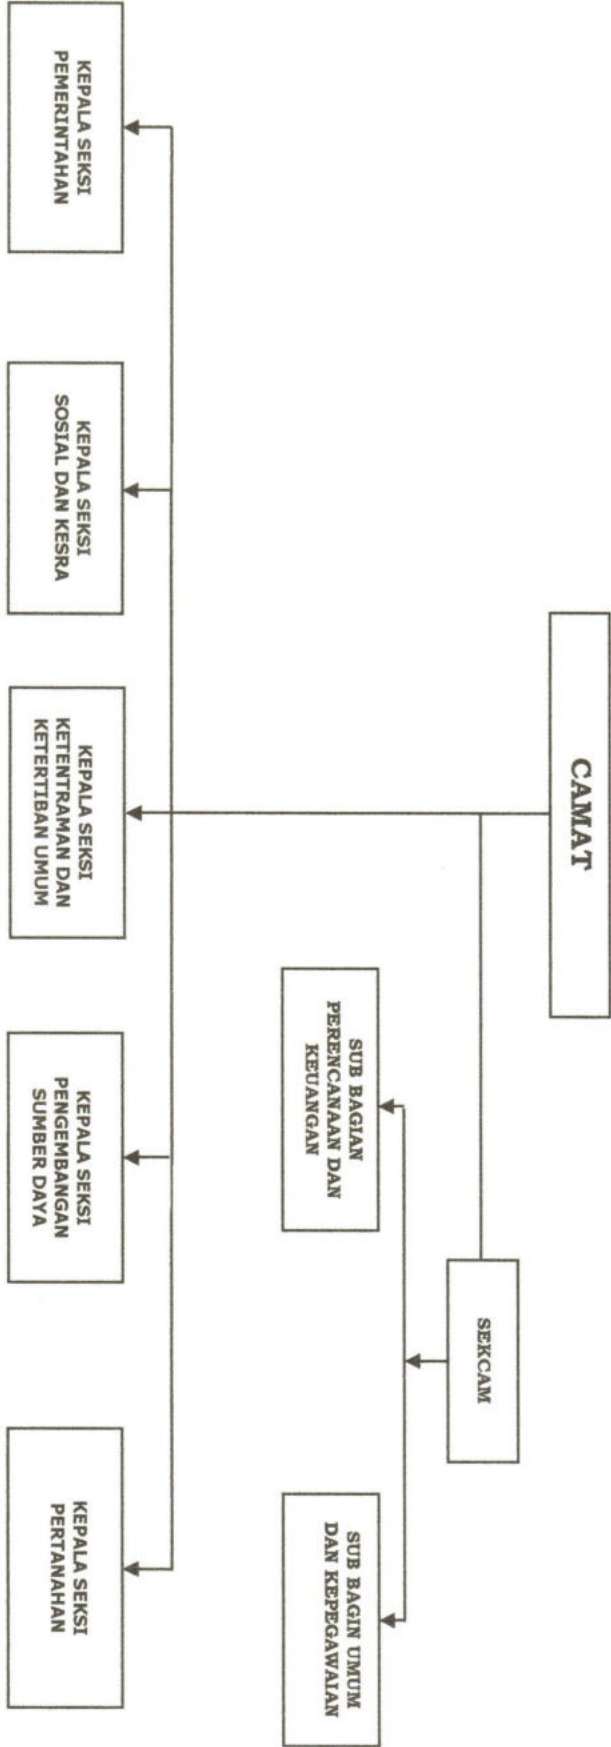 CAMAT
SEKCAM
SUB BAGIAN
PERENCANAAN DAN
KEUANGAN
SUB BAGIN UMUM
DAN KEPEGAWAIAN
KEPALA SEKSI
PEMERINTAHAN
KEPALA SEKSI
SOSIAL DAN KESRA
KEPALA SEKSI
KETENTRAMAN DAN
KETERTIBAN UMUM
KEPALA SEKSI
PENGEMBANGAN
SUMBER DAYA
KEPALA SEKSI
PERTANAHAN